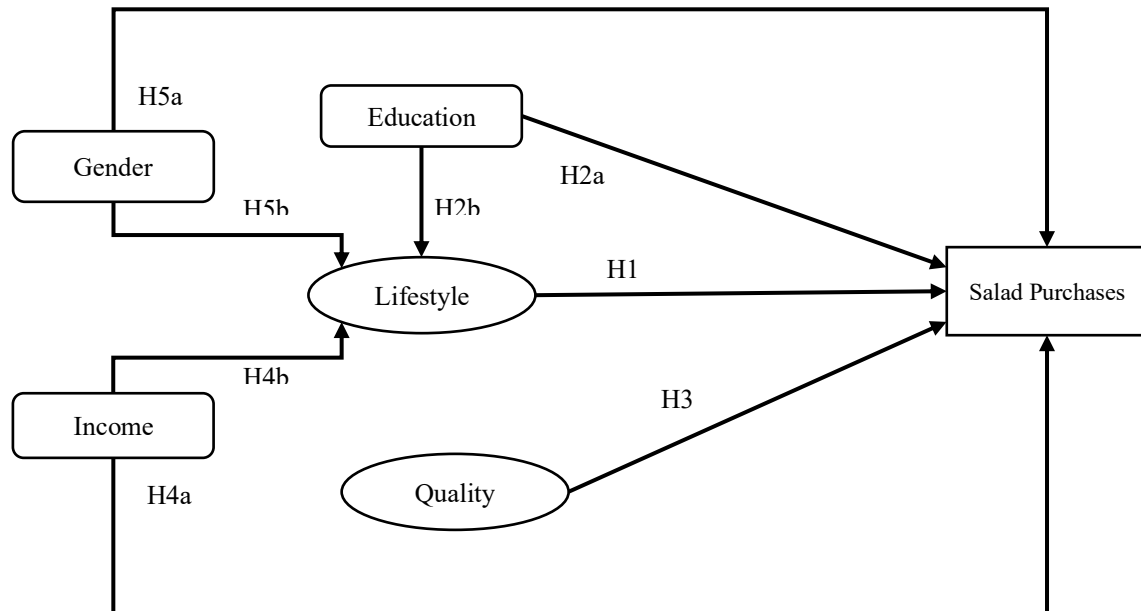 H5a
Education
Gender
H2a
H5b
H2b
H1
Lifestyle
Salad Purchases
H4b
H3
Income
Quality
H4a